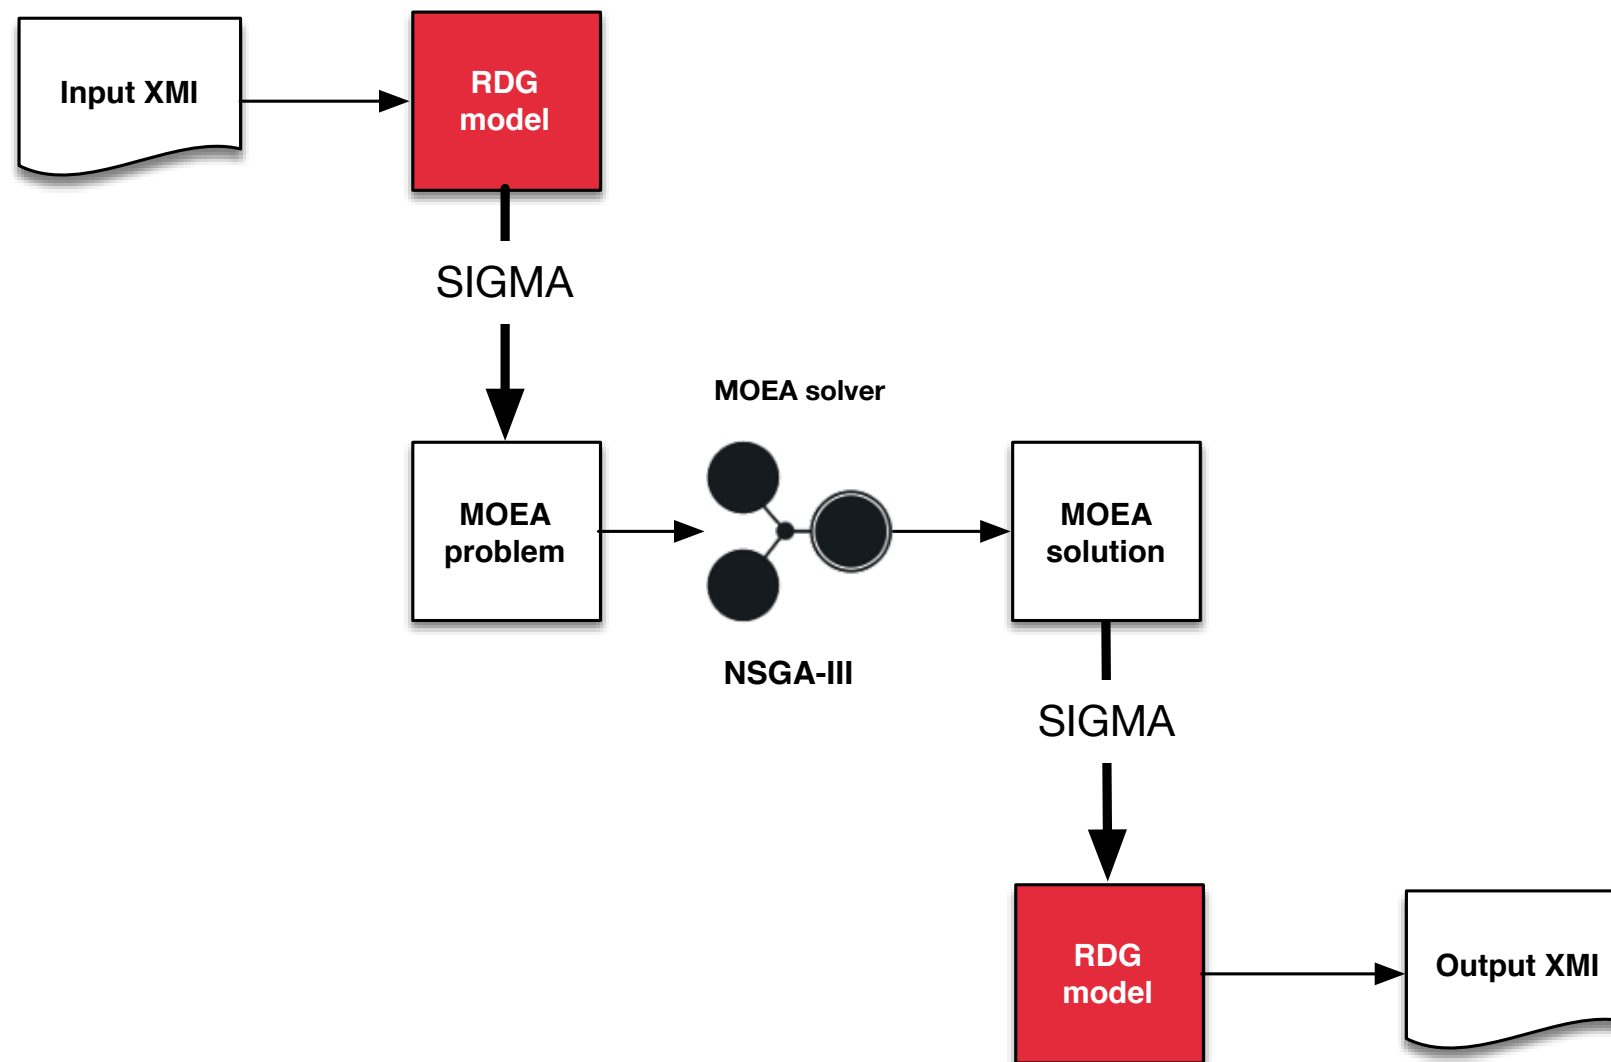 Input XMI
RDG
model
SIGMA
MOEA solver
MOEA
problem
MOEA
solution
NSGA-III
SIGMA
RDG
model
Output XMI